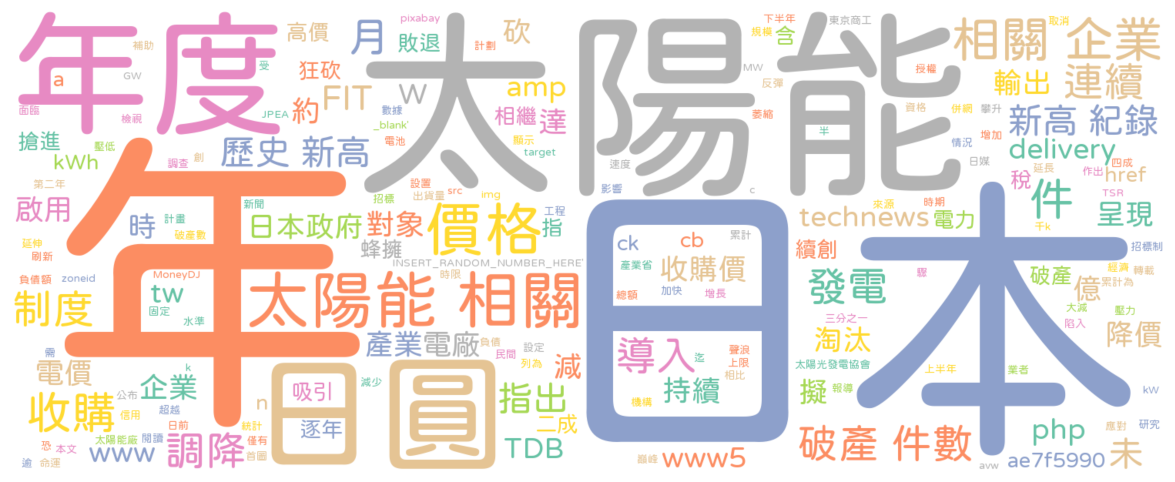 年度
太陽能
年
日本
日圓
太陽能 相關
價格
相關 企業
連續
新高 紀錄
delivery
件
呈現
稅
href
輸出
technews
電力
續創
發電
淘汰
擬
破產 件數
php
ae7f5990
未
破產
億
降價
導入
持續
收購價
ck
cb
產業省
累計
總額
加快
增長
聲浪
上限
相比
迄
機構
巔峰
www5
avw
高價
狂砍
FIT
約
月
敗退
砍
W
amp
相繼
達
含
pixabay
計劃
數據
_blank'
電池
顯示
target
補助
a
GW
面臨
檢視
受
JPEA
搶進
kWh
壓低
歷史 新高
調查
創
第二年
啟用
時
計畫
新聞
破產數
日本政府
對象
設置
招標
出貨量
src
img
工程
指
蜂擁
INSERT_RANDOM_NUMBER_HERE'
時限
延伸
刷新
負債額
zoneid
MoneyDJ
tw
固定
水準
制度
產業
電廠
負債
民間
設定
列為
減
需
電價
k
企業
公布
信用
超越
收購
日前
n
統計
僅有
首圖
太陽能廠
閱讀
恐
本文
www
逾
命運
調降
吸引
逐年
減少
指出
二成
TDB
下半年
規模
東京商工
MW
反彈
授權
萎縮
資格
併網
半
速度
影響
c
取消
攀升
情況
增加
日媒
延長
四成
作出
TSR
來源
時期
千k
招標制
經濟
轉載
累計為
大減
壓力
陷入
驟
三分之一
太陽光發電協會
上半年
業者
報導
kW
應對
研究